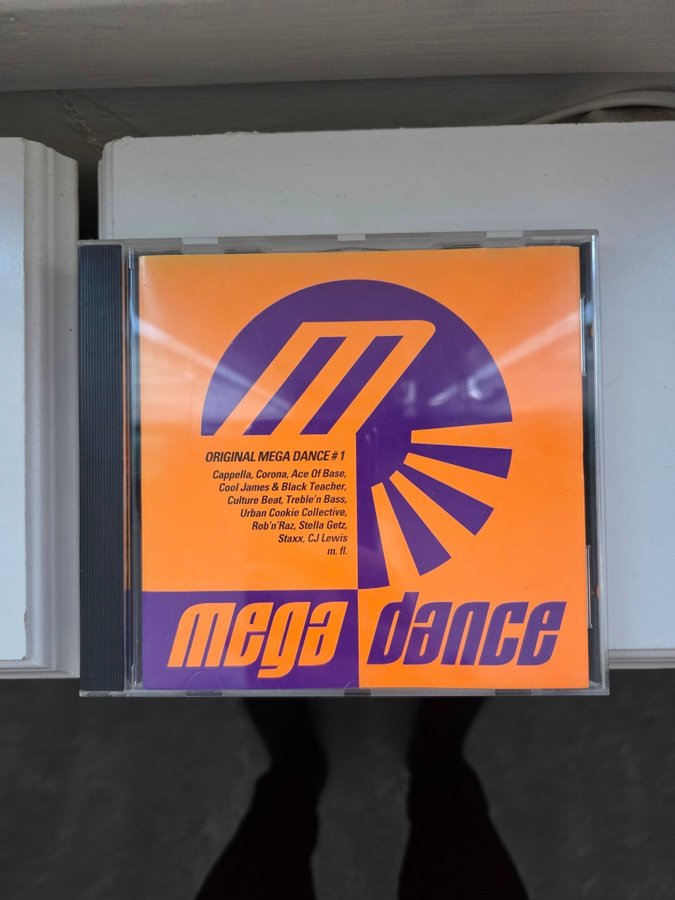 m
ORIGINAL MEGA DANCE # 1
Cappella, Corona, Ace Of Base,
Cool James & Black Teacher,
Culture Beat, Treble'n Bass,
Urban Cookie Collective,
Rob'n'Raz, Stella Getz,
Staxx, CJ Lewis
m. fl.
mega dance